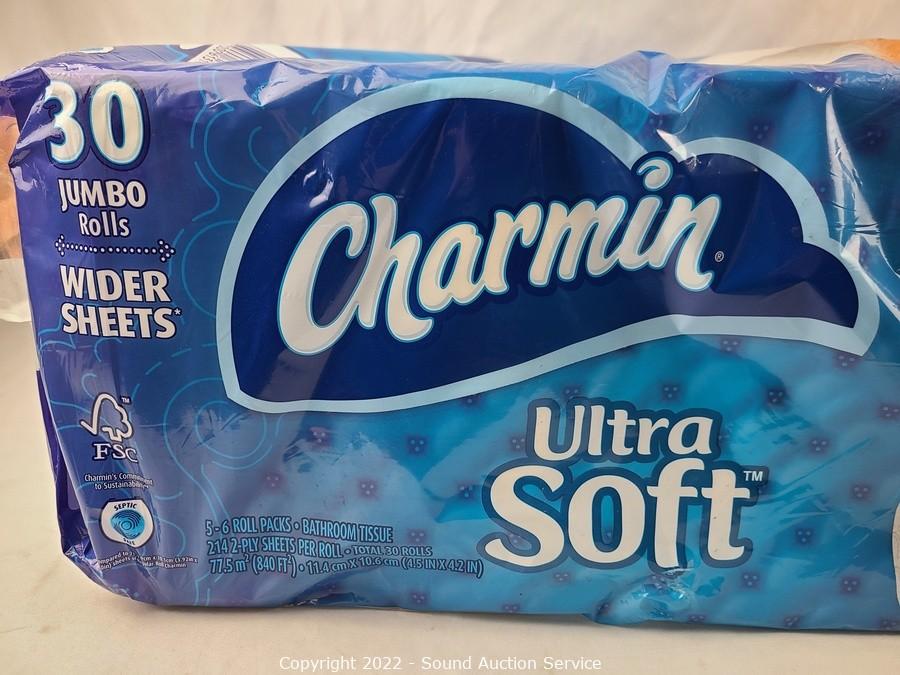 30
JUMBO
Rolls
WIDER
SHEETS*
Charmin®
Ultra
Soft™
FSC™
Charmin's
to Sustainability
SEPTIC
5-6 ROLL PACKS • BATHROOM TISSUE
214 2-PLY SHEETS PER ROLL • TOTAL 30 ROLLS
77.5 m² (840 FT²) • 11.4 cm X 10.6 cm (4.5 IN X 4.2 IN)
Copyright 2022 - Sound Auction Service